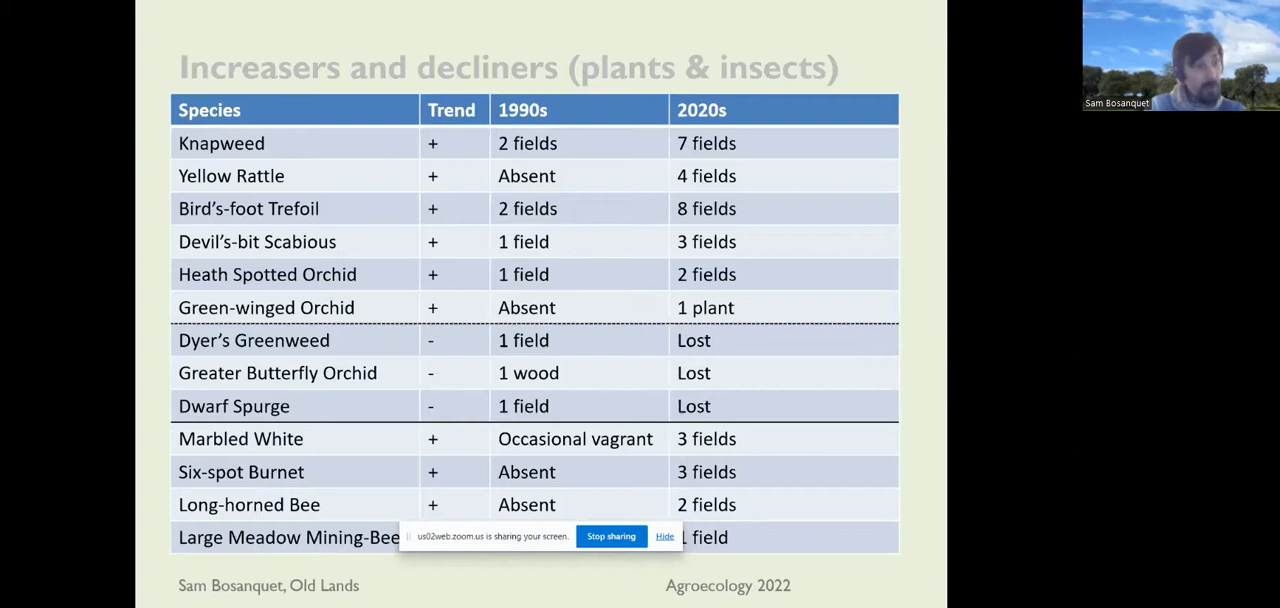 Increasers and decliners (plants & insects)
Species Trend 1990s 2020s
Knapweed + 2 fields 7 fields
Yellow Rattle + Absent 4 fields
Bird's-foot Trefoil + 2 fields 8 fields
Devil's-bit Scabious + 1 field 3 fields
Heath Spotted Orchid + 1 field 2 fields
Green-winged Orchid + Absent 1 plant
Dyer's Greenweed - 1 field Lost
Greater Butterfly Orchid - 1 wood Lost
Dwarf Spurge - 1 field Lost
Marbled White + Occasional vagrant 3 fields
Six-spot Burnet + Absent 3 fields
Long-horned Bee + Absent 2 fields
Large Meadow Mining-Bee 1 field
us02web.zoom.us is sharing your screen. Stop sharing Hide
Sam Bosanquet, Old Lands Agroecology 2022
Sam Bosanquet